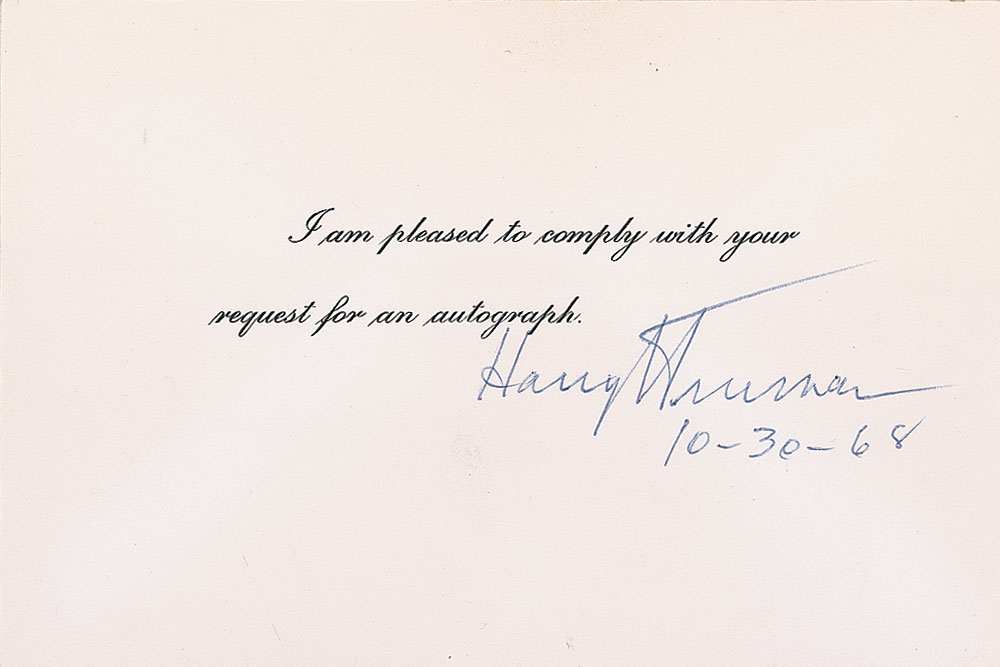 I am pleased to comply with your
request for an autograph.
Harry S Truman
10-30-68